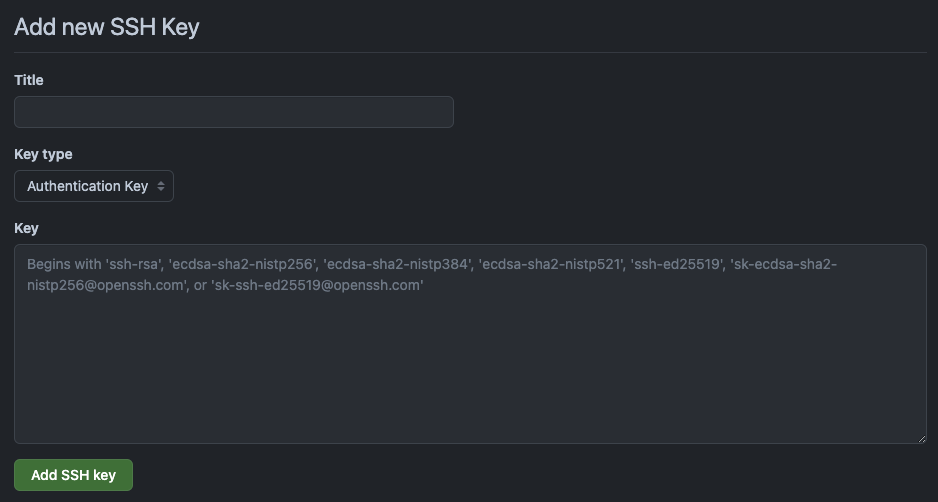 Add new SSH Key
Title
Key type
Authentication Key
Key
Begins with 'ssh-rsa', 'ecdsa-sha2-nistp256', 'ecdsa-sha2-nistp384', 'ecdsa-sha2-nistp521', 'ssh-ed25519', 'sk-ecdsa-sha2-
nistp256@openssh.com', or 'sk-ssh-ed25519@openssh.com'
Add SSH key